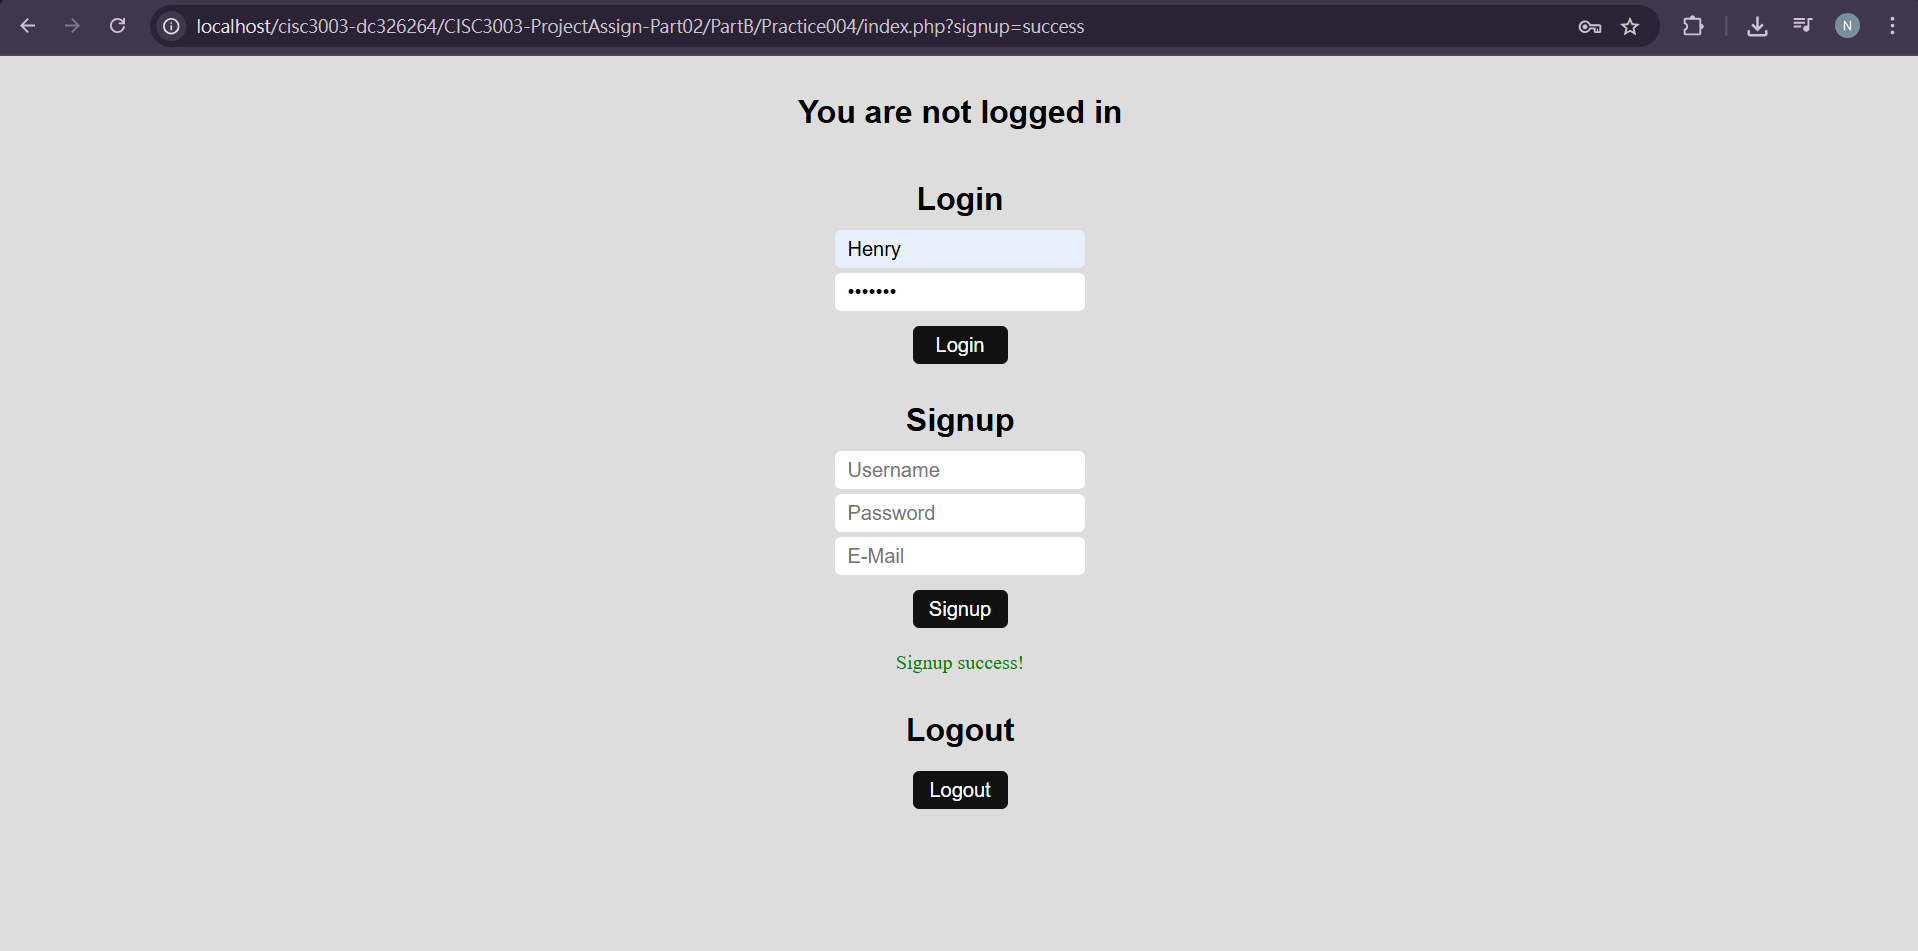 localhost/cisc3003-dc326264/CISC3003-ProjectAssign-Part02/PartB/Practice004/index.php?signup=success
N
You are not logged in
Login
Henry
•••••••
Login
Signup
Username
Password
E-Mail
Signup
Signup success!
Logout
Logout